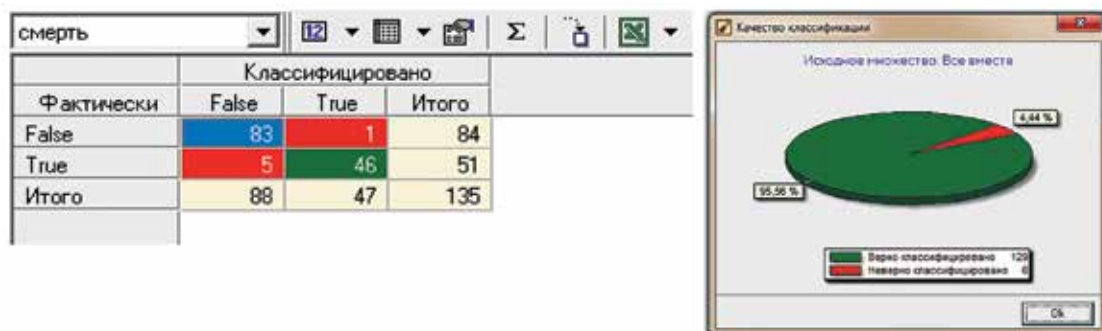 смерть
12
Σ
Классифицировано
Фактически False True Итого
False 83 1 84
True 5 46 51
Итого 88 47 135
Качество классификации
Исходное множество: Все вместе
4,44 %
95,56 %
Верно классифицировано 129
Неверно классифицировано 6
Ok